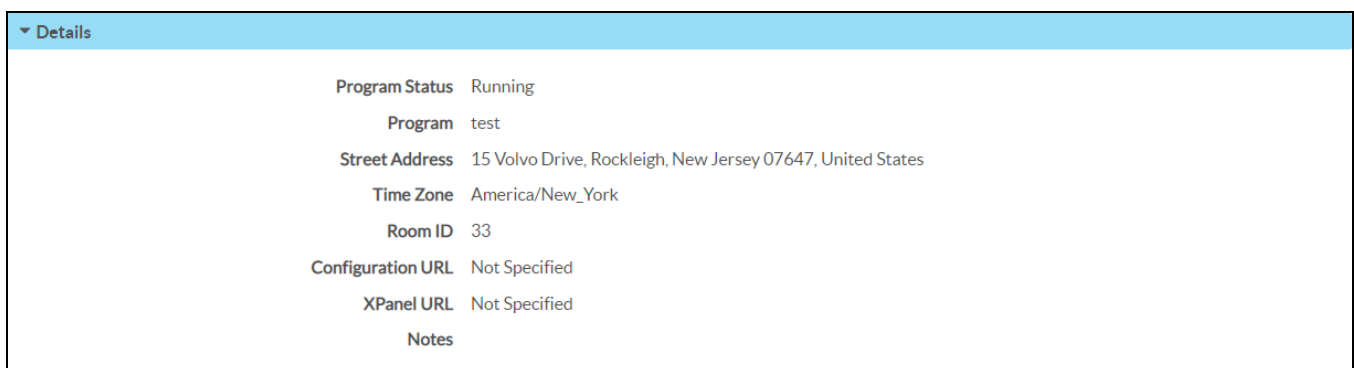 Details
Program Status Running
Program test
Street Address 15 Volvo Drive, Rockleigh, New Jersey 07647, United States
Time Zone America/New_York
Room ID 33
Configuration URL Not Specified
XPanel URL Not Specified
Notes